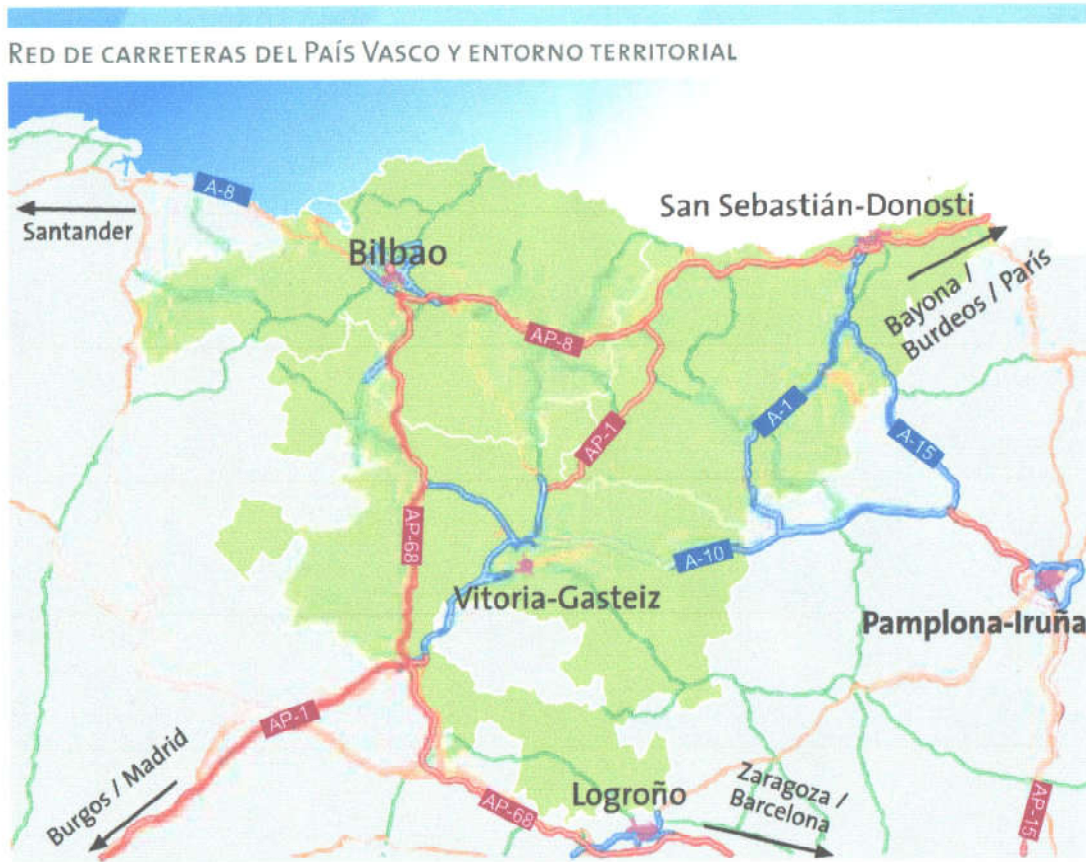 RED DE CARRETERAS DEL PAÍS VASCO Y ENTORNO TERRITORIAL
A-8
Santander
San Sebastián-Donosti
Bilbao
Bayona /
Burdeos / París
AP-8
A-1
AP-1
A-15
AP-68
A-10
Vitoria-Gasteiz
Pamplona-Iruña
AP-1
Burgos / Madrid
Logroño
Zaragoza /
Barcelona
AP-68
AP-15